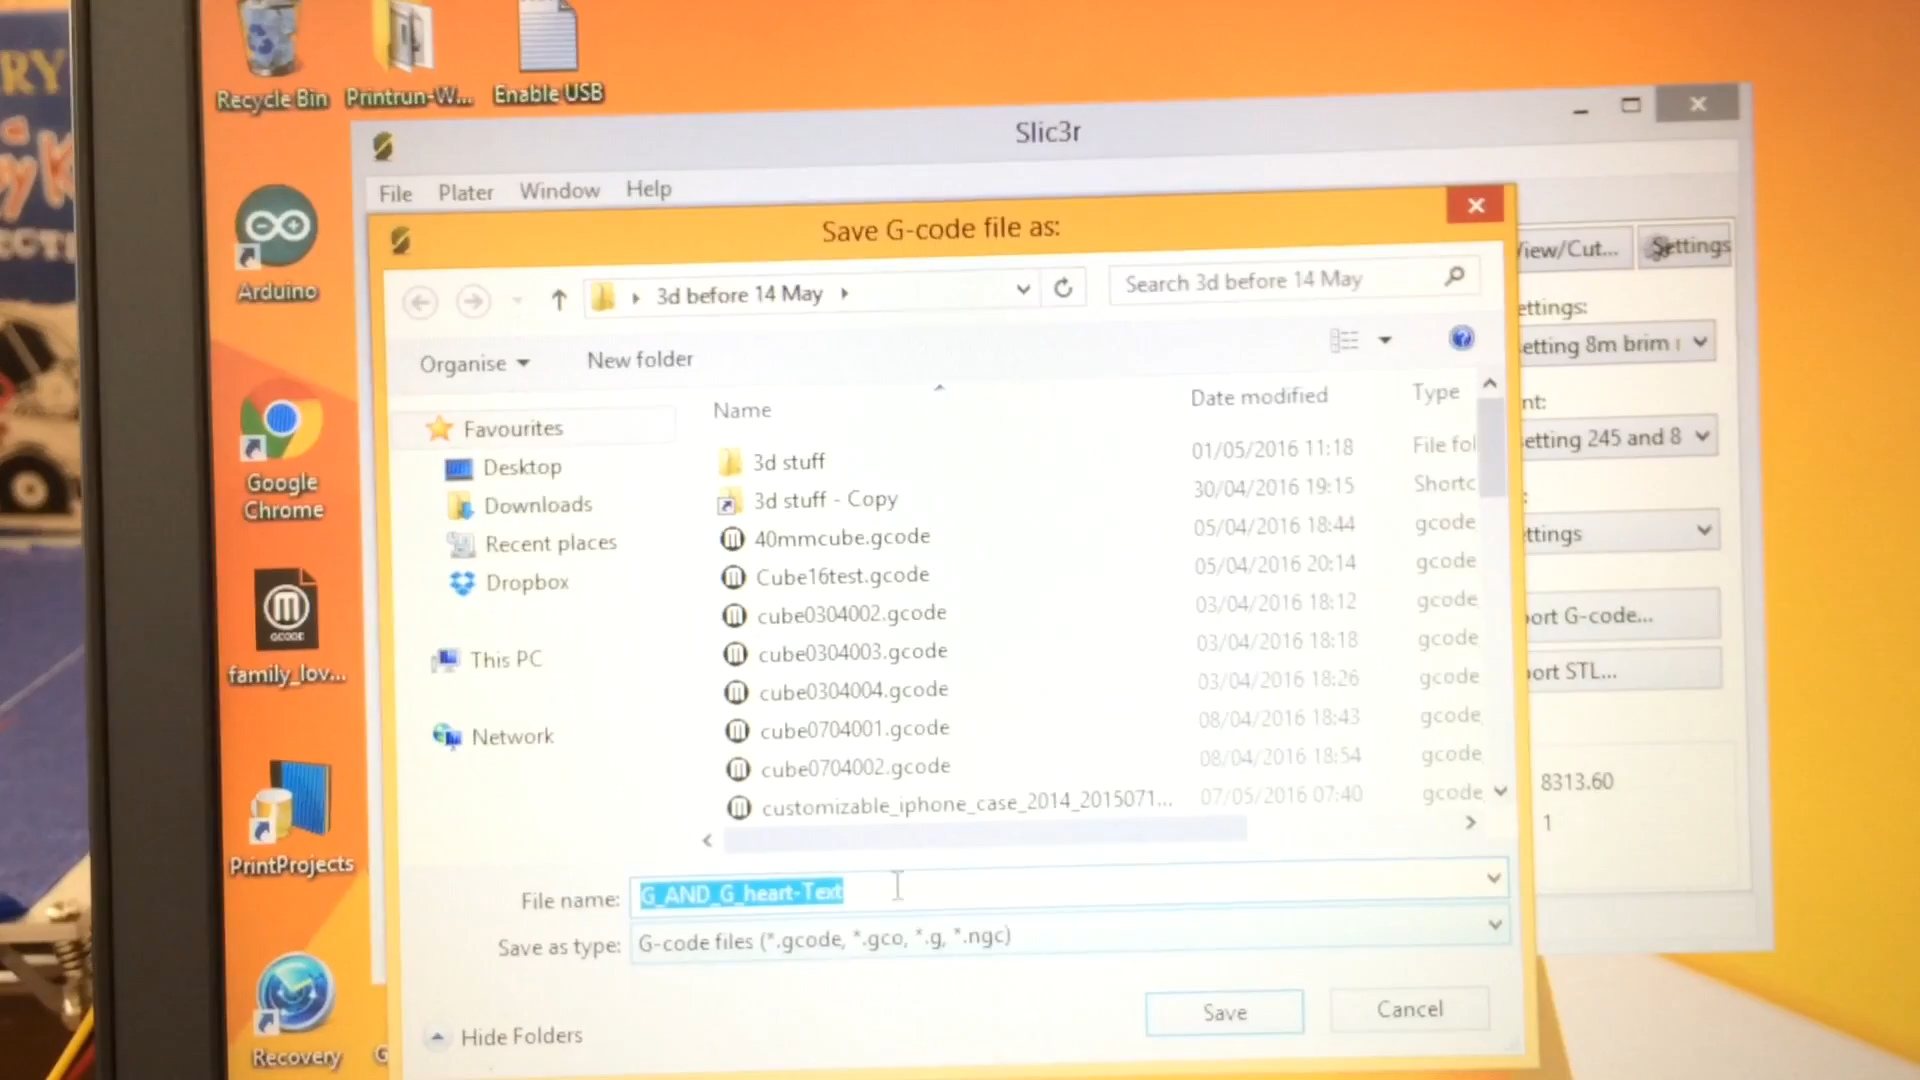 Recycle Bin
Printrun-W...
Enable USB
Arduino
Google
Chrome
GCODE
family_lov...
PrintProjects
Recovery
Slic3r
File Plater Window Help
Save G-code file as:
3d before 14 May
Search 3d before 14 May
Organise New folder
Favourites
Desktop
Downloads
Recent places
Dropbox
This PC
Network
Name Date modified Type
3d stuff 01/05/2016 11:18 File fol
3d stuff - Copy 30/04/2016 19:15 Shortc
40mmcube.gcode 05/04/2016 18:44 gcode
Cube16test.gcode 05/04/2016 20:14 gcode
cube0304002.gcode 03/04/2016 18:12 gcode
cube0304003.gcode 03/04/2016 18:18 gcode
cube0304004.gcode 03/04/2016 18:26 gcode
cube0704001.gcode 08/04/2016 18:43 gcode
cube0704002.gcode 08/04/2016 18:54 gcode
customizable_iphone_case_2014_2015071... 07/05/2016 07:40 gcode
File name: G_AND_G_heart-Text
Save as type: G-code files (*.gcode, *.gco, *.g, *.ngc)
Hide Folders
Save
Cancel
View/Cut... Settings
ettings:
etting 8m brim
nt:
etting 245 and 8
:
ttings
ort G-code...
ort STL...
8313.60
1